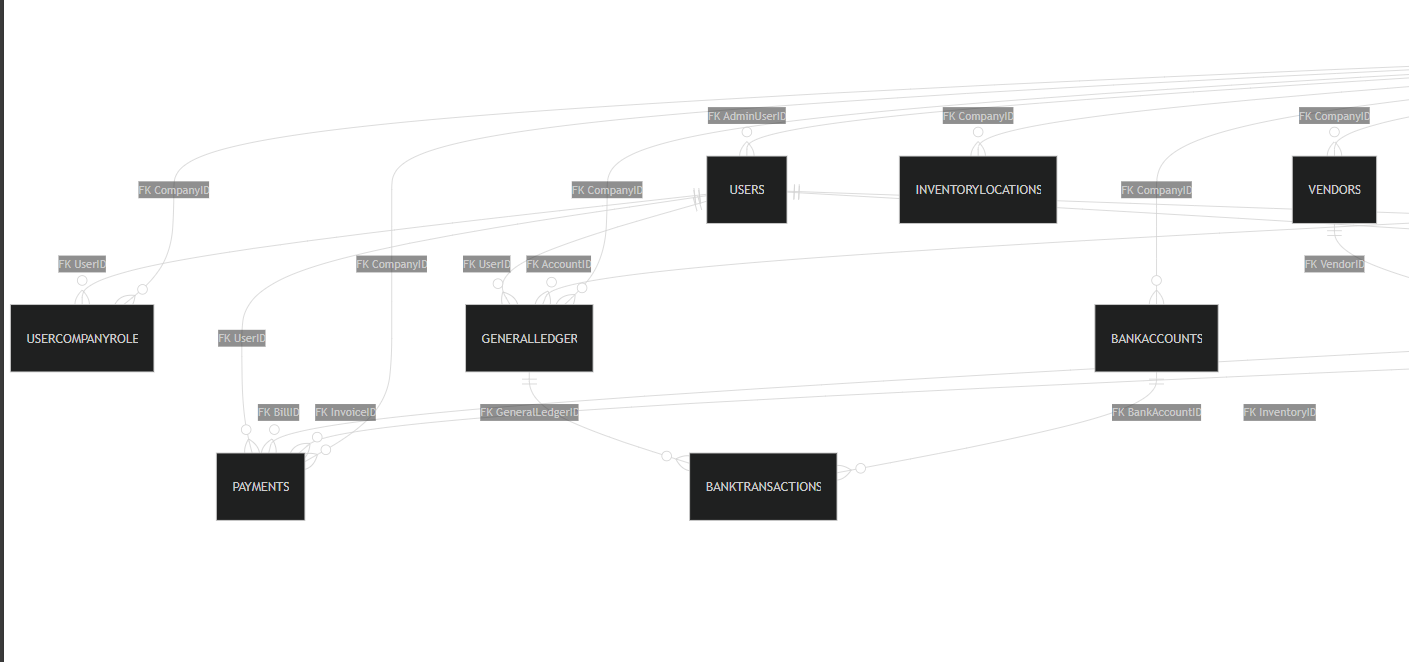 FK AdminUserID
FK CompanyID
FK CompanyID
FK CompanyID
FK CompanyID
USERS
INVENTORYLOCATIONS
FK CompanyID
VENDORS
FK UserID
FK CompanyID
FK UserID
FK AccountID
FK VendorID
USERCOMPANYROLE
FK UserID
GENERALLEDGER
BANKACCOUNTS
FK BillID
FK InvoiceID
FK GeneralLedgerID
FK BankAccountID
FK InventoryID
PAYMENTS
BANKTRANSACTIONS